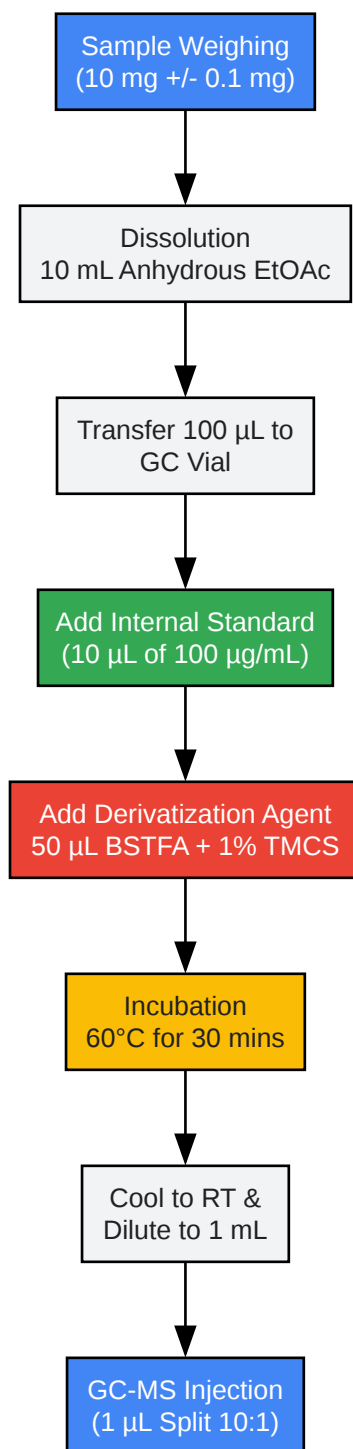 Sample Weighing
(10 mg +/- 0.1 mg)
Dissolution
10 mL Anhydrous EtOAc
Transfer 100 µL to
GC Vial
Add Internal Standard
(10 µL of 100 µg/mL)
Add Derivatization Agent
50 µL BSTFA + 1% TMCS
Incubation
60°C for 30 mins
Cool to RT &
Dilute to 1 mL
GC-MS Injection
(1 µL Split 10:1)